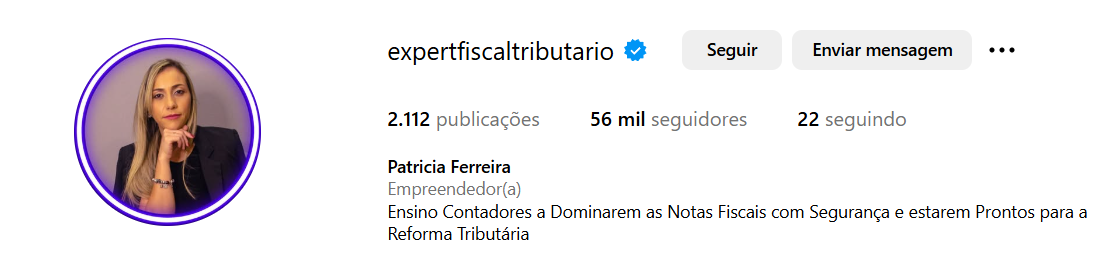 expertfiscaltributario Seguir Enviar mensagem
2.112 publicações 56 mil seguidores 22 seguindo
Patricia Ferreira
Empreendedor(a)
Ensino Contadores a Dominarem as Notas Fiscais com Segurança e estarem Prontos para a
Reforma Tributária